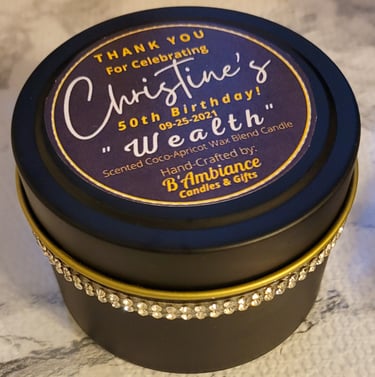 THANK YOU
For Celebrating
Christine's
50th Birthday!
09-25-2021
"Wealth"
Scented Coco-Apricot Wax Blend Candle
Hand-Crafted by:
B'Ambiance
Candles & Gifts